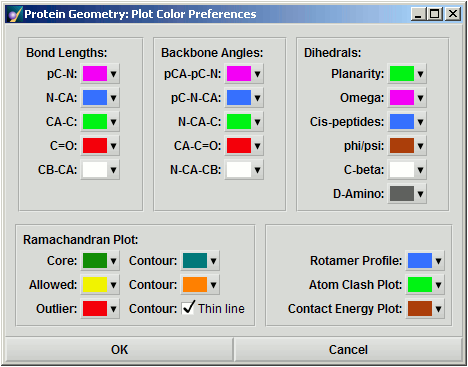 Protein Geometry: Plot Color Preferences
Bond Lengths:
pC-N:
N-CA:
CA-C:
C=O:
CB-CA:
Backbone Angles:
pCA-pC-N:
pC-N-CA:
N-CA-C:
CA-C=O:
N-CA-CB:
Dihedrals:
Planarity:
Omega:
Cis-peptides:
phi/psi:
C-beta:
D-Amino:
Ramachandran Plot:
Core: Contour:
Allowed: Contour:
Outlier: Contour: Thin line
Rotamer Profile:
Atom Clash Plot:
Contact Energy Plot:
OK Cancel